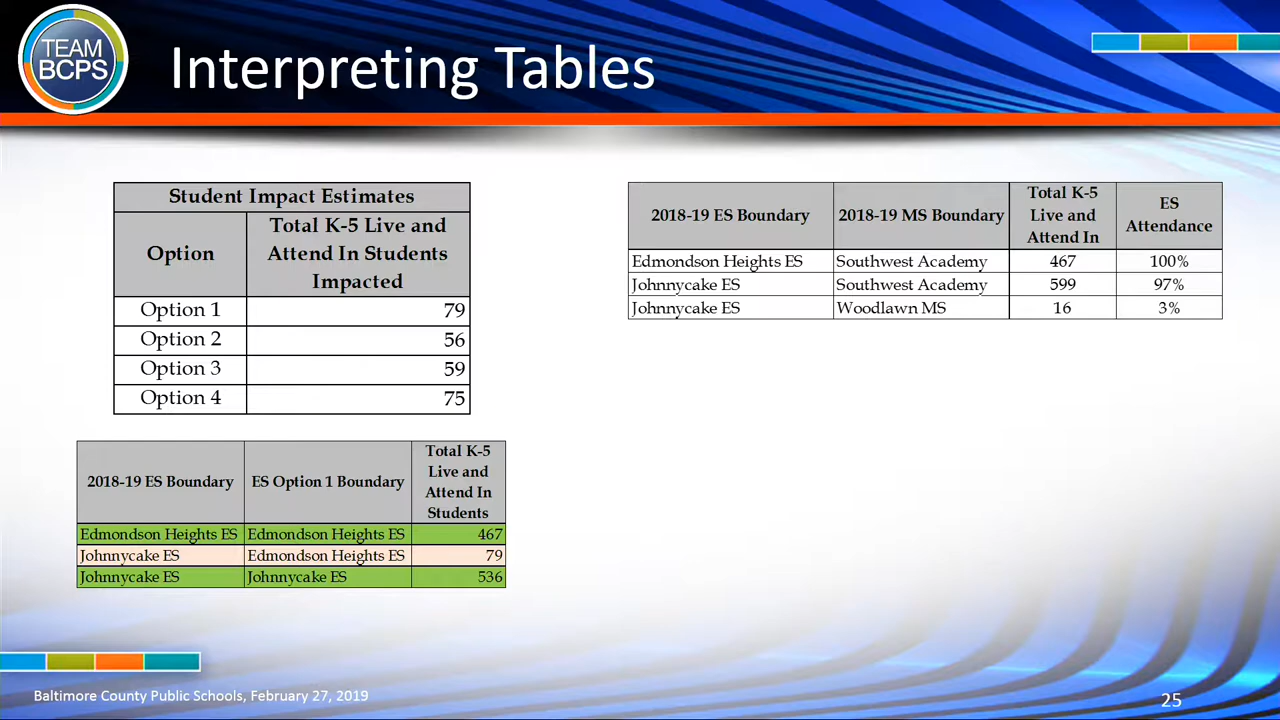 TEAM
BCPS
Interpreting Tables
Student Impact Estimates
Option
Total K-5 Live and
Attend In Students
Impacted
Option 1 79
Option 2 56
Option 3 59
Option 4 75
2018-19 ES Boundary
ES Option 1 Boundary
Total K-5
Live and
Attend In
Students
Edmondson Heights ES Edmondson Heights ES 467
Johnnycake ES Edmondson Heights ES 79
Johnnycake ES Johnnycake ES 536
2018-19 ES Boundary
2018-19 MS Boundary
Total K-5
Live and
Attend In
ES
Attendance
Edmondson Heights ES Southwest Academy 467 100%
Johnnycake ES Southwest Academy 599 97%
Johnnycake ES Woodlawn MS 16 3%
Baltimore County Public Schools, February 27, 2019
25